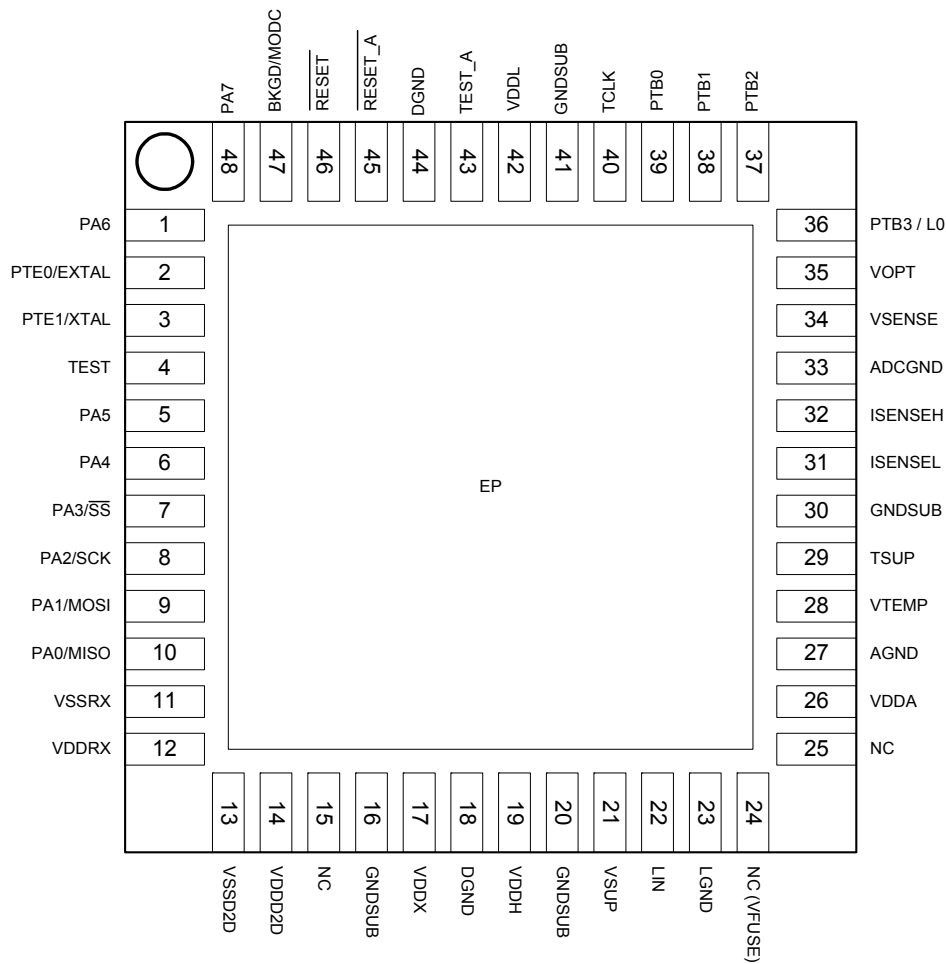 PA7
BKGD/MODC
RESET
RESET_A
DGND
TEST_A
VDDL
GNDSUB
TCLK
PTB0
PTB1
PTB2
48
47
46
45
44
43
42
41
40
39
38
37
PA6 1
PTE0/EXTAL 2
PTE1/XTAL 3
TEST 4
PA5 5
PA4 6
PA3/SS 7
PA2/SCK 8
PA1/MOSI 9
PA0/MISO 10
VSSRX 11
VDDRX 12
EP
36 PTB3 / L0
35 VOPT
34 VSENSE
33 ADCGND
32 ISENSEH
31 ISENSEL
30 GNDSUB
29 TSUP
28 VTEMP
27 AGND
26 VDDA
25 NC
13
14
15
16
17
18
19
20
21
22
23
24
VSSD2D
VDDD2D
NC
GNDSUB
VDDX
DGND
VDDH
GNDSUB
VSUP
LIN
LGND
NC (VFUSE)